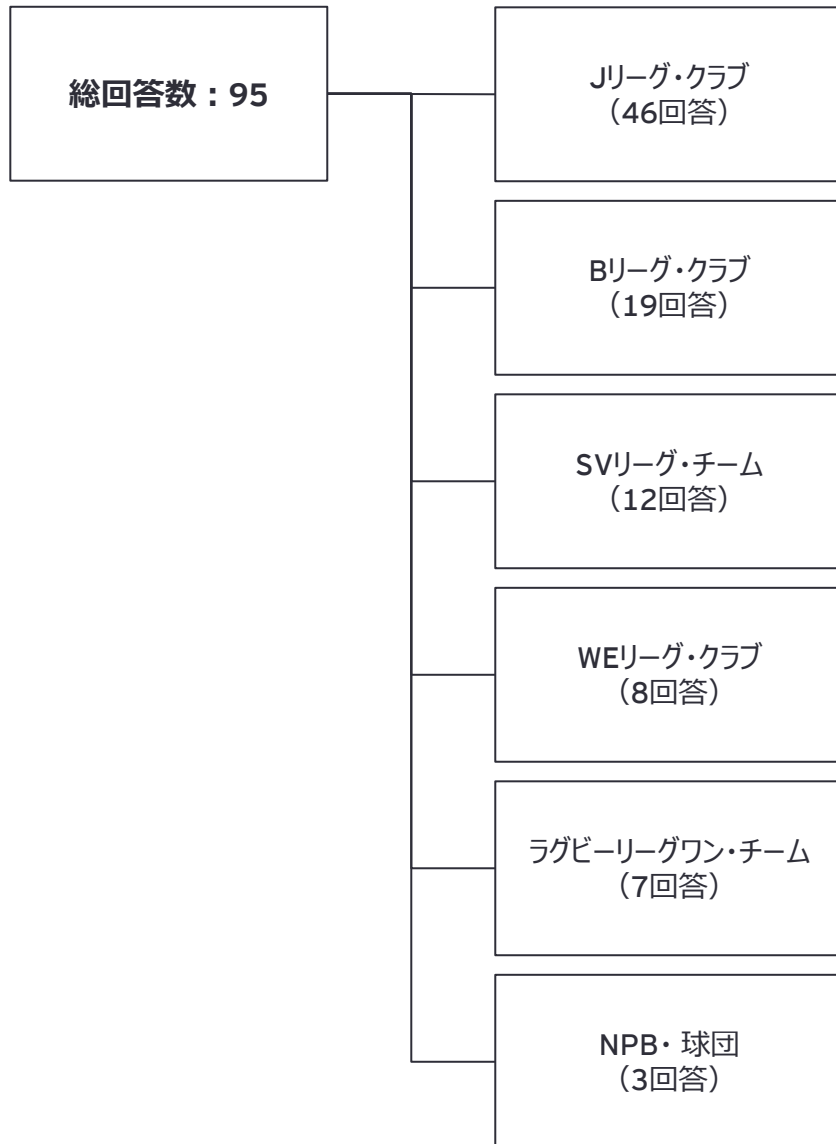 総回答数：95
Jリーグ・クラブ
（46回答）
Bリーグ・クラブ
（19回答）
SVリーグ・チーム
（12回答）
WEリーグ・クラブ
（8回答）
ラグビーリーグワン・チーム
（7回答）
NPB・球団
（3回答）